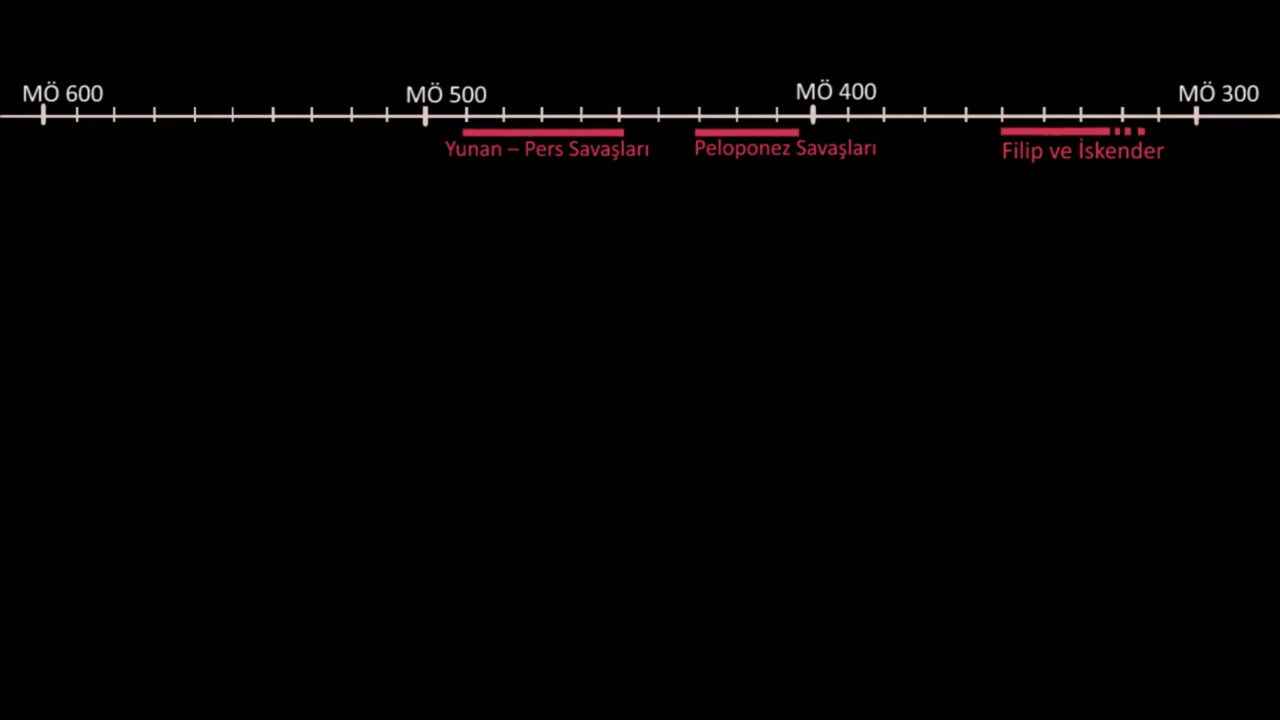 MÖ 600
MÖ 500
MÖ 400
MÖ 300
Yunan – Pers Savaşları
Peloponez Savaşları
Filip ve İskender